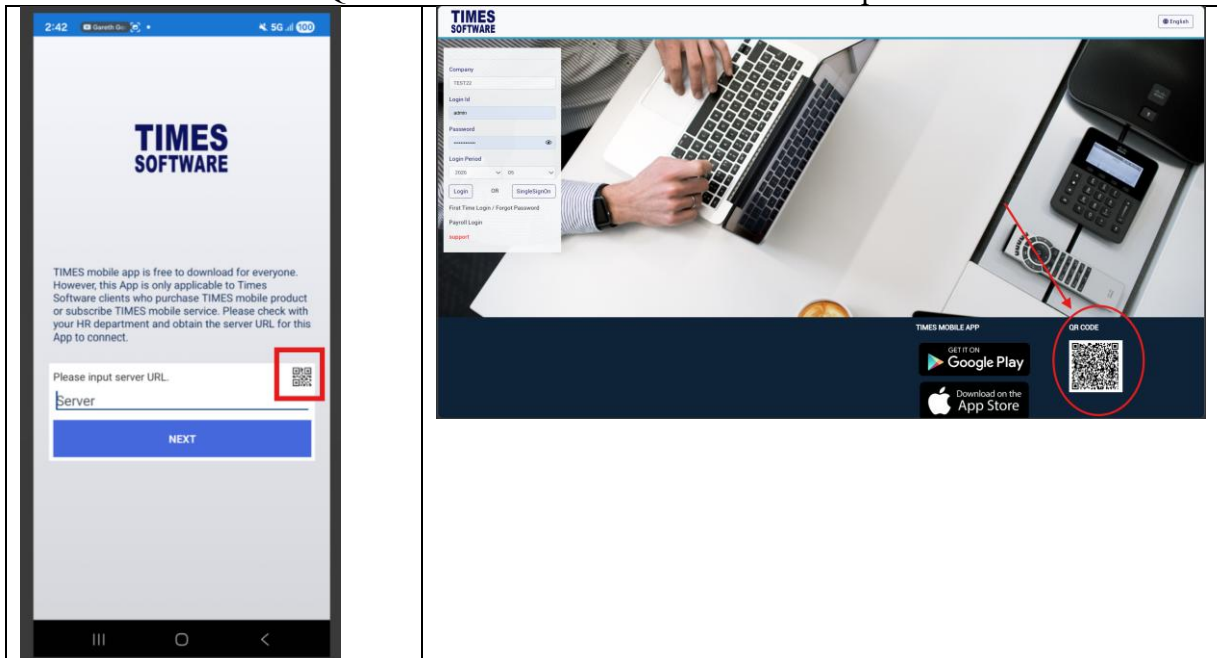 2:42
Gareth Go
5G
100
TIMES
SOFTWARE
TIMES mobile app is free to download for everyone.
However, this App is only applicable to Times
Software clients who purchase TIMES mobile product
or subscribe TIMES mobile service. Please check with
your HR department and obtain the server URL for this
App to connect.
Please input server URL.
Server
NEXT
TIMES
SOFTWARE
English
Company
TEST22
Login Id
admin
Password
Login Period
05
Login
OR
SingleSignOn
First Time Login / Forgot Password
Payroll Login
support
TIMES MOBILE APP
QR CODE
GET IT ON
Google Play
Download on the
App Store